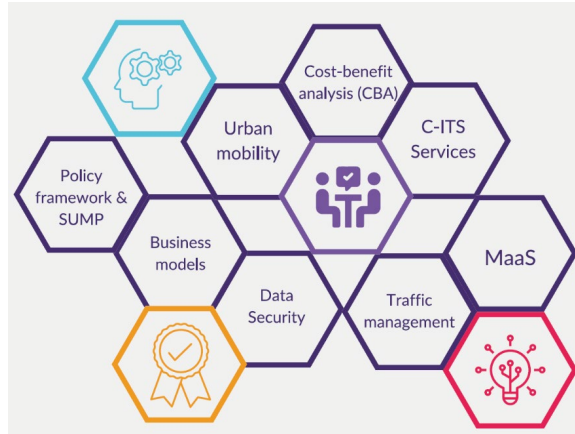 Cost-benefit
analysis (CBA)
Urban
mobility
C-ITS
Services
Policy
framework &
SUMP
Business
models
MaaS
Data
Security
Traffic
management